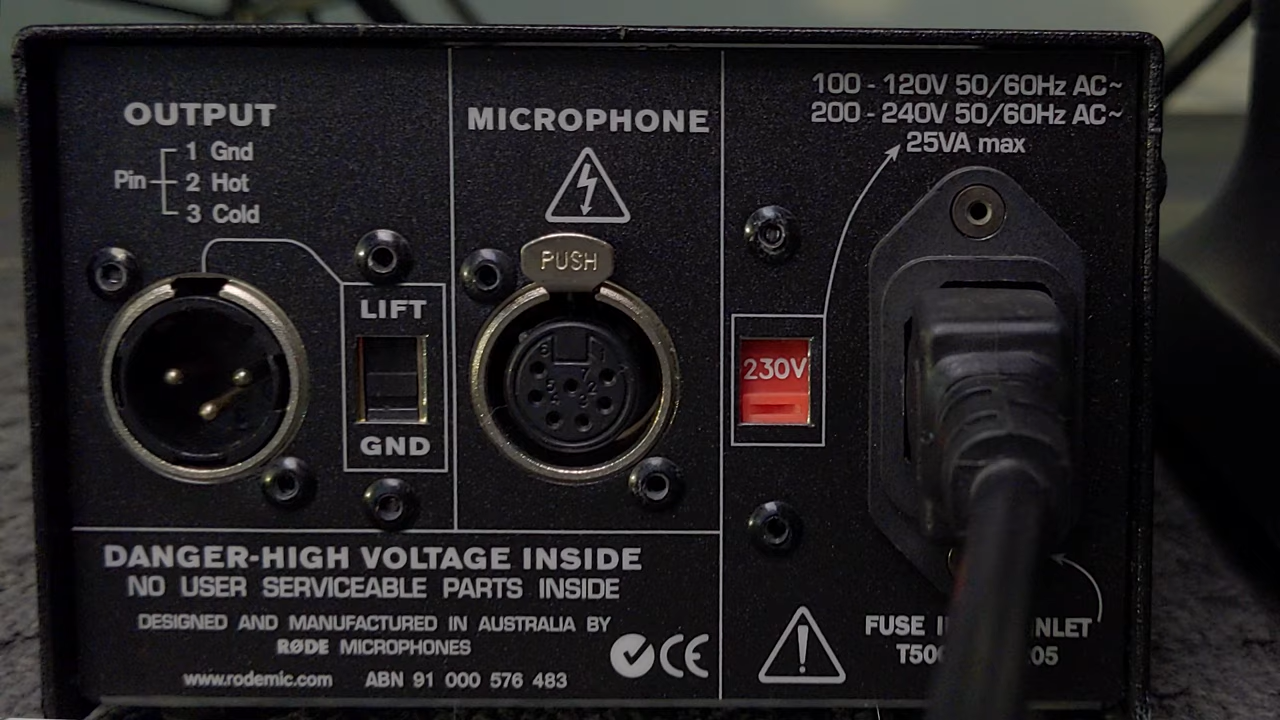 OUTPUT
Pin
1 Gnd
2 Hot
3 Cold
LIFT
GND
MICROPHONE
PUSH
100 - 120V 50/60Hz AC~
200 - 240V 50/60Hz AC~
25VA max
230V
DANGER-HIGH VOLTAGE INSIDE
NO USER SERVICEABLE PARTS INSIDE
DESIGNED AND MANUFACTURED IN AUSTRALIA BY
RØDE MICROPHONES
www.rodemic.com ABN 91 000 576 483
CE
FUSE